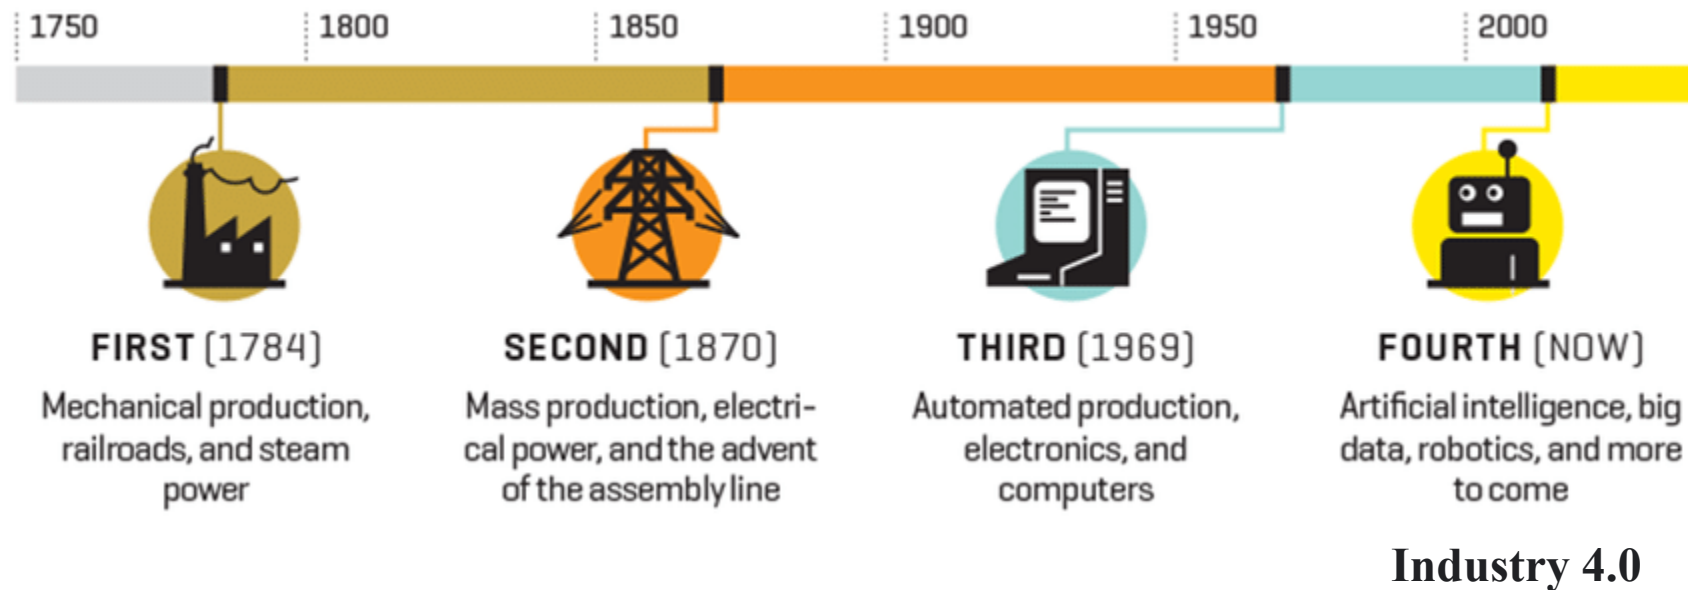 1750 1800 1850 1900 1950 2000
FIRST (1784)
Mechanical production,
railroads, and steam
power
SECOND (1870)
Mass production, electri-
cal power, and the advent
of the assembly line
THIRD (1969)
Automated production,
electronics, and
computers
FOURTH (NOW)
Artificial intelligence, big
data, robotics, and more
to come
Industry 4.0